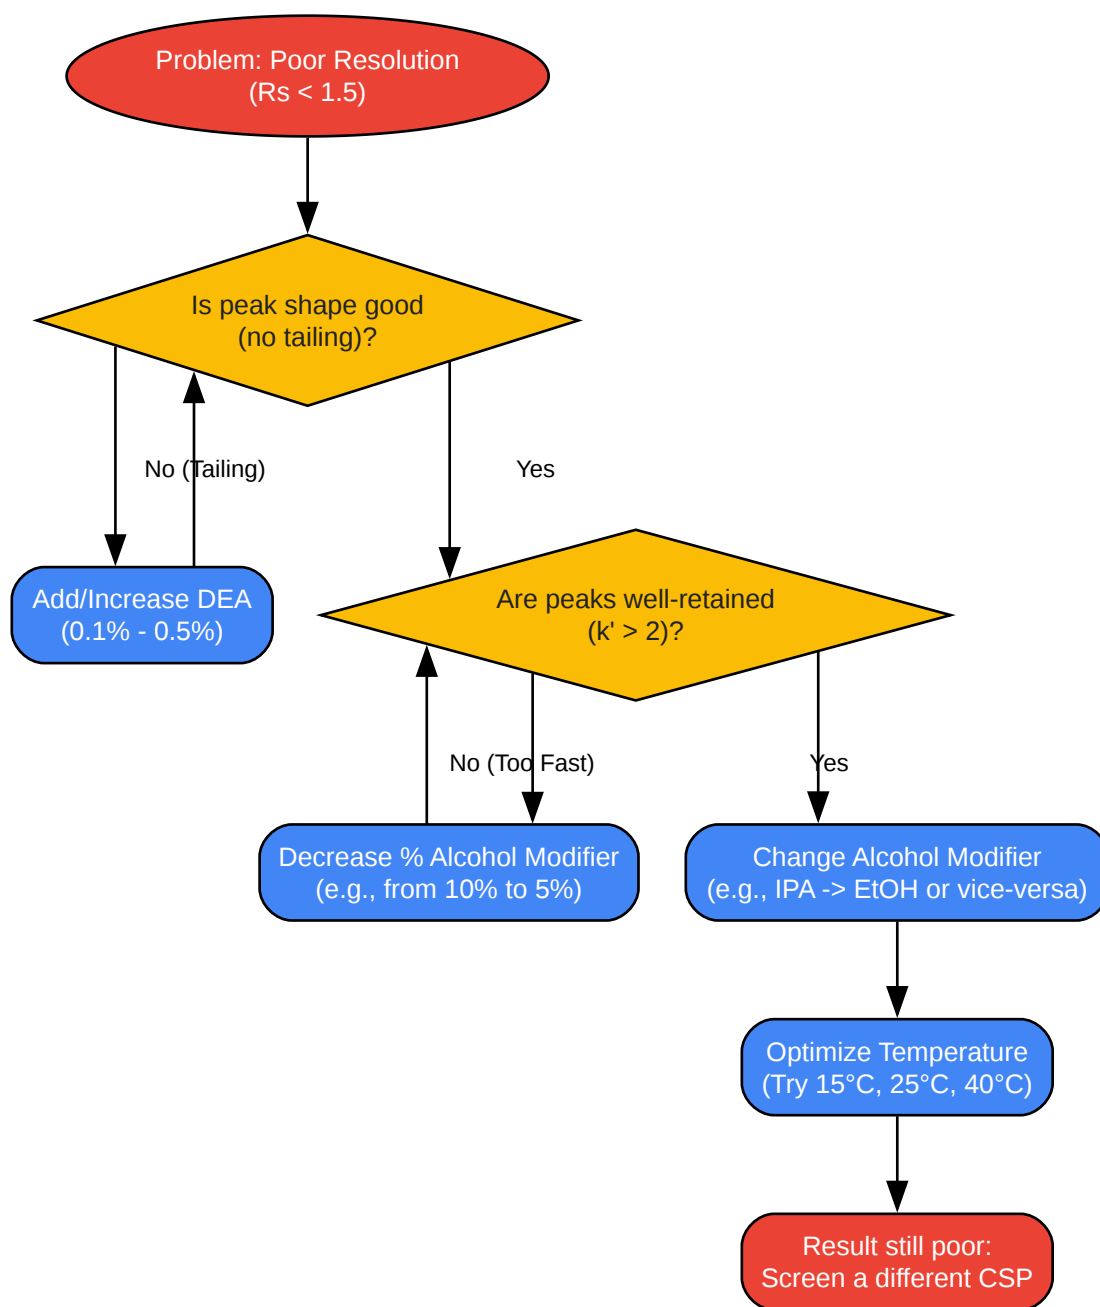 Problem: Poor Resolution
(Rs < 1.5)
Is peak shape good
(no tailing)?
No (Tailing)
Yes
Add/Increase DEA
(0.1% - 0.5%)
Are peaks well-retained
(k' > 2)?
No (Too Fast)
Yes
Decrease % Alcohol Modifier
(e.g., from 10% to 5%)
Change Alcohol Modifier
(e.g., IPA -> EtOH or vice-versa)
Optimize Temperature
(Try 15°C, 25°C, 40°C)
Result still poor:
Screen a different CSP